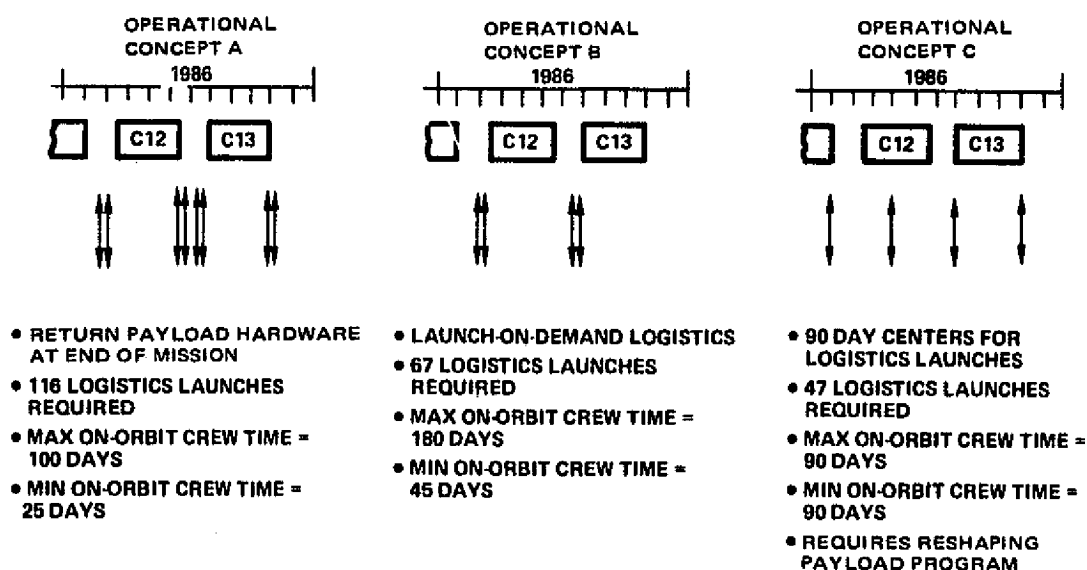 OPERATIONAL
CONCEPT A
1986
C12
C13
• RETURN PAYLOAD HARDWARE
AT END OF MISSION
• 116 LOGISTICS LAUNCHES
REQUIRED
• MAX ON-ORBIT CREW TIME =
100 DAYS
• MIN ON-ORBIT CREW TIME =
25 DAYS
OPERATIONAL
CONCEPT B
1986
C12
C13
• LAUNCH-ON-DEMAND LOGISTICS
• 67 LOGISTICS LAUNCHES
REQUIRED
• MAX ON-ORBIT CREW TIME =
180 DAYS
• MIN ON-ORBIT CREW TIME =
45 DAYS
OPERATIONAL
CONCEPT C
1986
C12
C13
• 90 DAY CENTERS FOR
LOGISTICS LAUNCHES
• 47 LOGISTICS LAUNCHES
REQUIRED
• MAX ON-ORBIT CREW TIME =
90 DAYS
• MIN ON-ORBIT CREW TIME =
90 DAYS
• REQUIRES RESHAPING
PAYLOAD PROGRAM